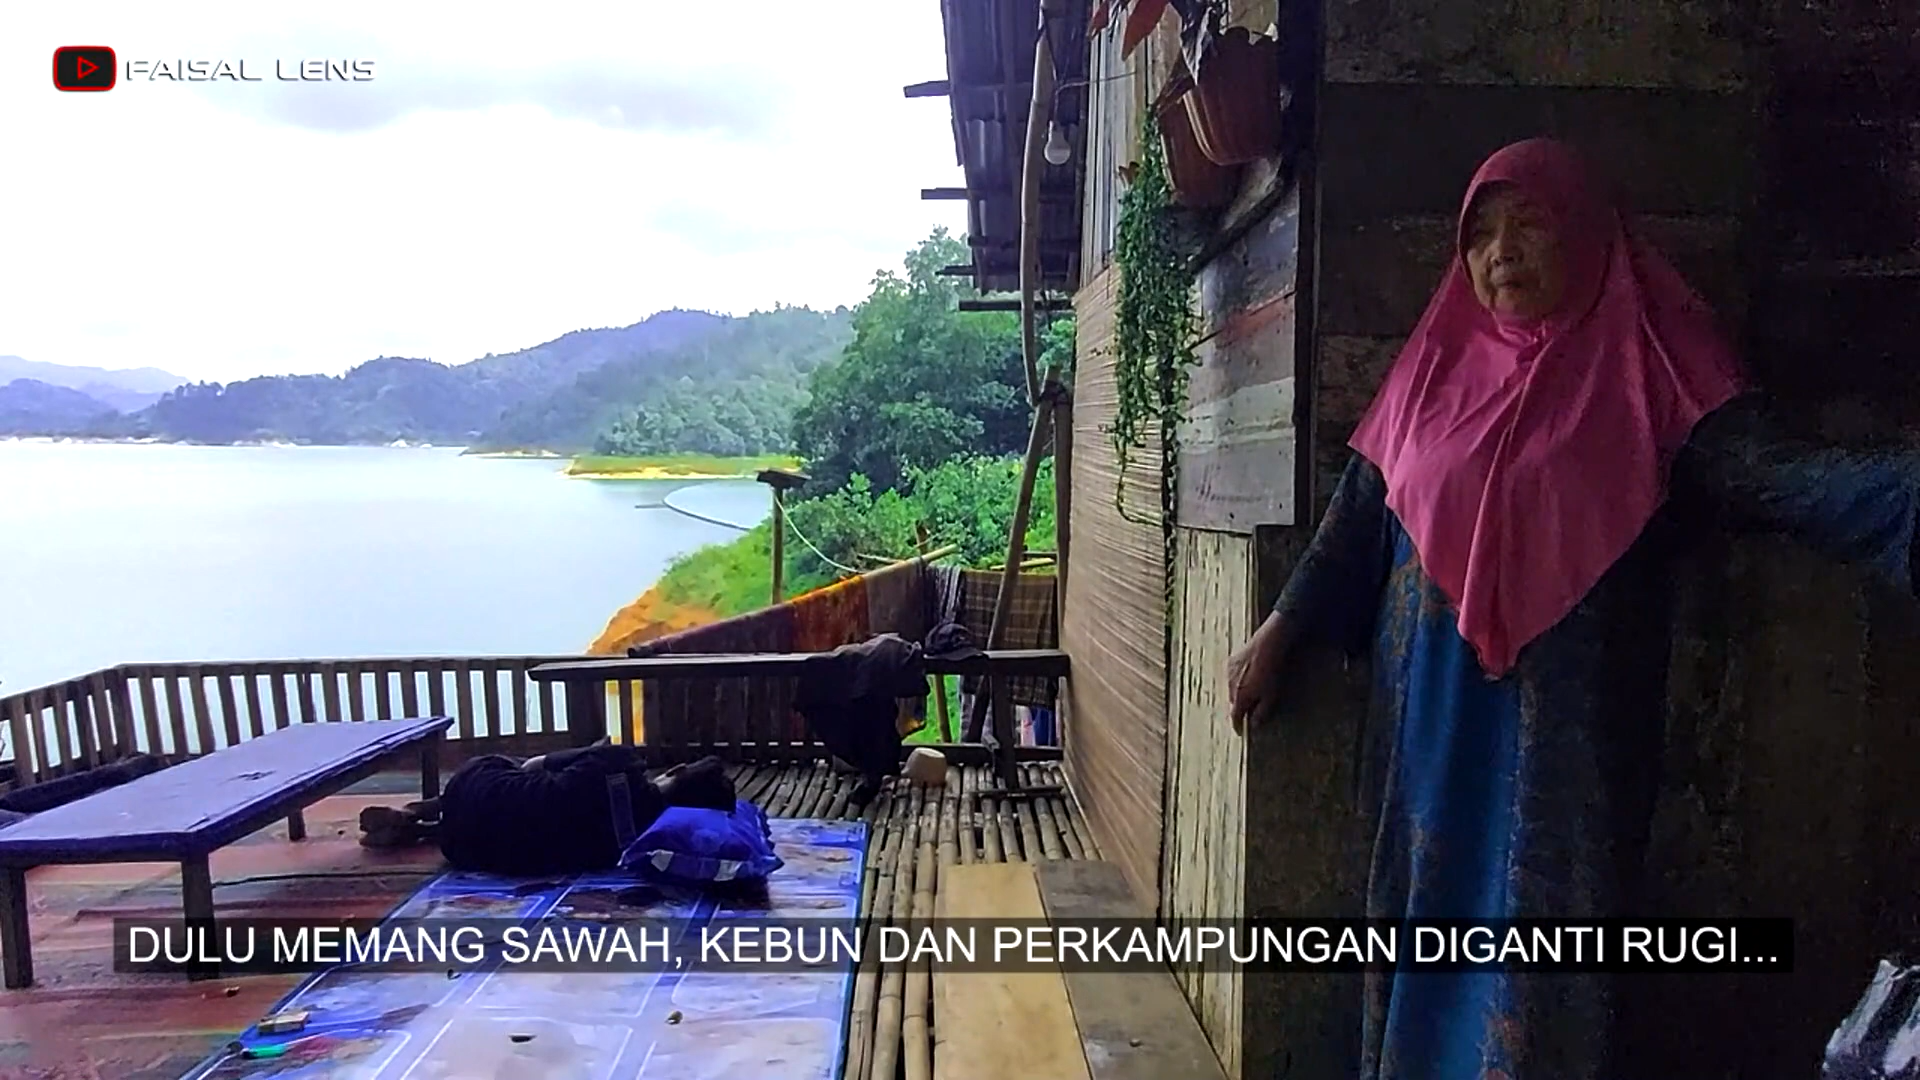 FAISAL LENS
DULU MEMANG SAWAH, KEBUN DAN PERKAMPUNGAN DIGANTI RUGI...